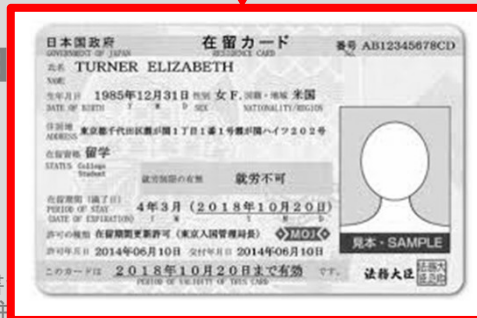 日本国政府 在留カード 番号 AB12345678CD
GOVERNMENT OF JAPAN RESIDENCE CARD No.
氏名 TURNER ELIZABETH
NAME
生年月日 1985年12月31日 性別 女 F. 国籍・地域 米国
DATE OF BIRTH Y M D SEX NATIONALITY/REGION
住居地 東京都千代田区霞が関1丁目1番1号霞が関ハイツ202号
ADDRESS
在留資格 留学
STATUS College
Student
就労制限の有無 就労不可
在留期間(満了日) 4年3月(2018年10月20日)
PERIOD OF STAY
(DATE OF EXPIRATION) Y M Y M D
許可の種類 在留期間更新許可(東京入国管理局長) MOJ
許可年月日 2014年06月10日 交付年月日 2014年06月10日
見本・SAMPLE
このカードは 2018年10月20日まで有効 です。
PERIOD OF VALIDITY OF THIS CARD
法務大臣